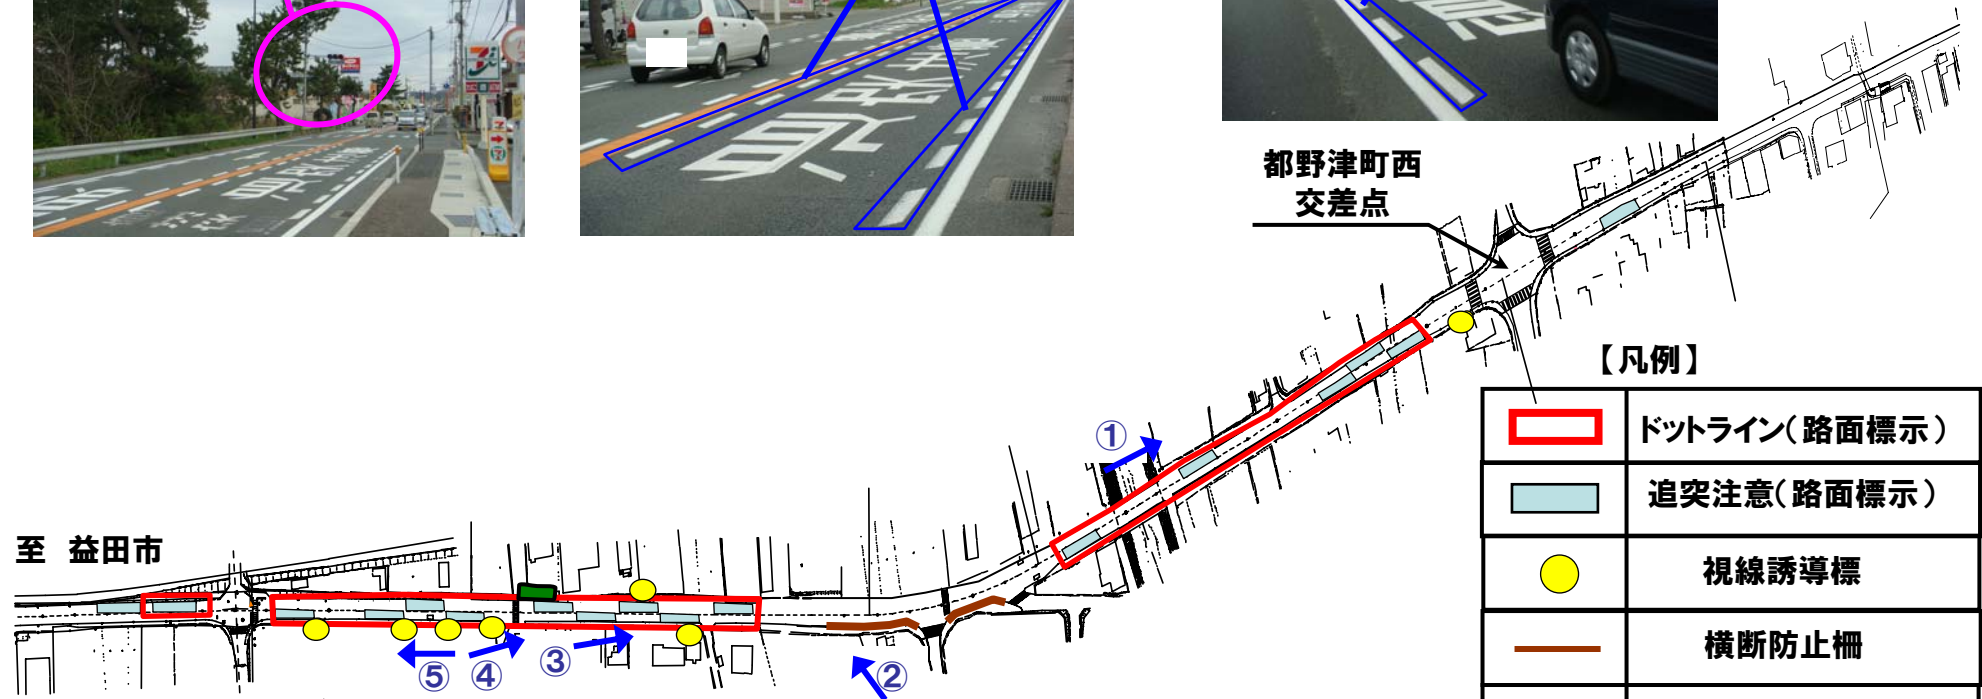 都野津町西
交差点
【凡例】
ドットライン(路面標示)
追突注意(路面標示)
視線誘導標
横断防止柵
至 益田市
①
②
③
④
⑤